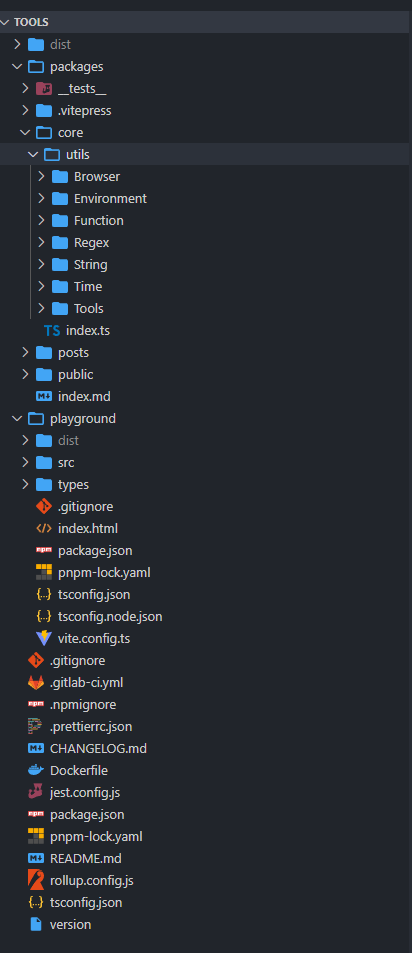 TOOLS
dist
packages
__tests__
.vitepress
core
utils
Browser
Environment
Function
Regex
String
Time
Tools
TS index.ts
posts
public
index.md
playground
dist
src
types
.gitignore
index.html
npm package.json
pnpm-lock.yaml
{..} tsconfig.json
{..} tsconfig.node.json
vite.config.ts
.gitignore
.gitlab-ci.yml
npm .npmignore
.prettierrc.json
CHANGELOG.md
Dockerfile
jest.config.js
npm package.json
pnpm-lock.yaml
README.md
rollup.config.js
{..} tsconfig.json
version